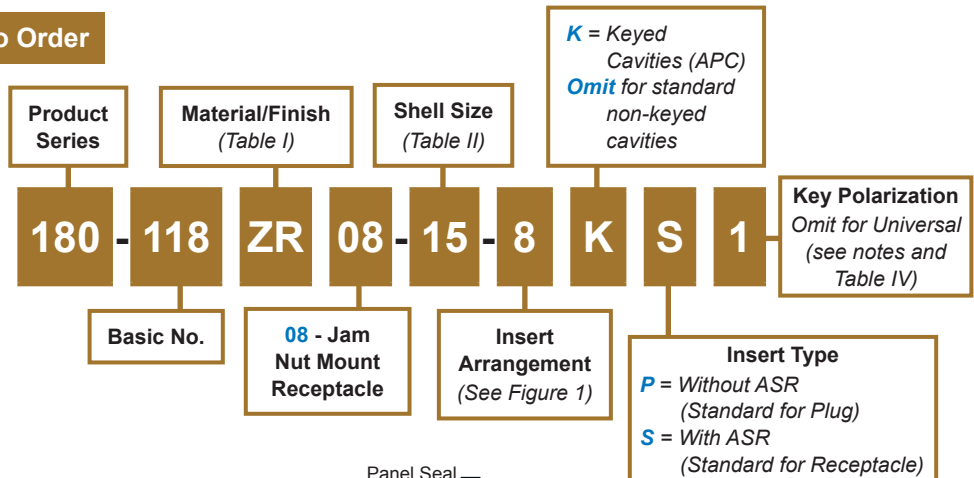 o Order
K = Keyed
Cavities (APC)
Omit for standard
non-keyed
cavities
Product
Series
Material/Finish
(Table I)
Shell Size
(Table II)
180 - 118 ZR 08 - 15 - 8 K S 1
Key Polarization
Omit for Universal
(see notes and
Table IV)
Basic No.
08 - Jam
Nut Mount
Receptacle
Insert
Arrangement
(See Figure 1)
Insert Type
P = Without ASR
(Standard for Plug)
S = With ASR
(Standard for Receptacle)
Panel Seal